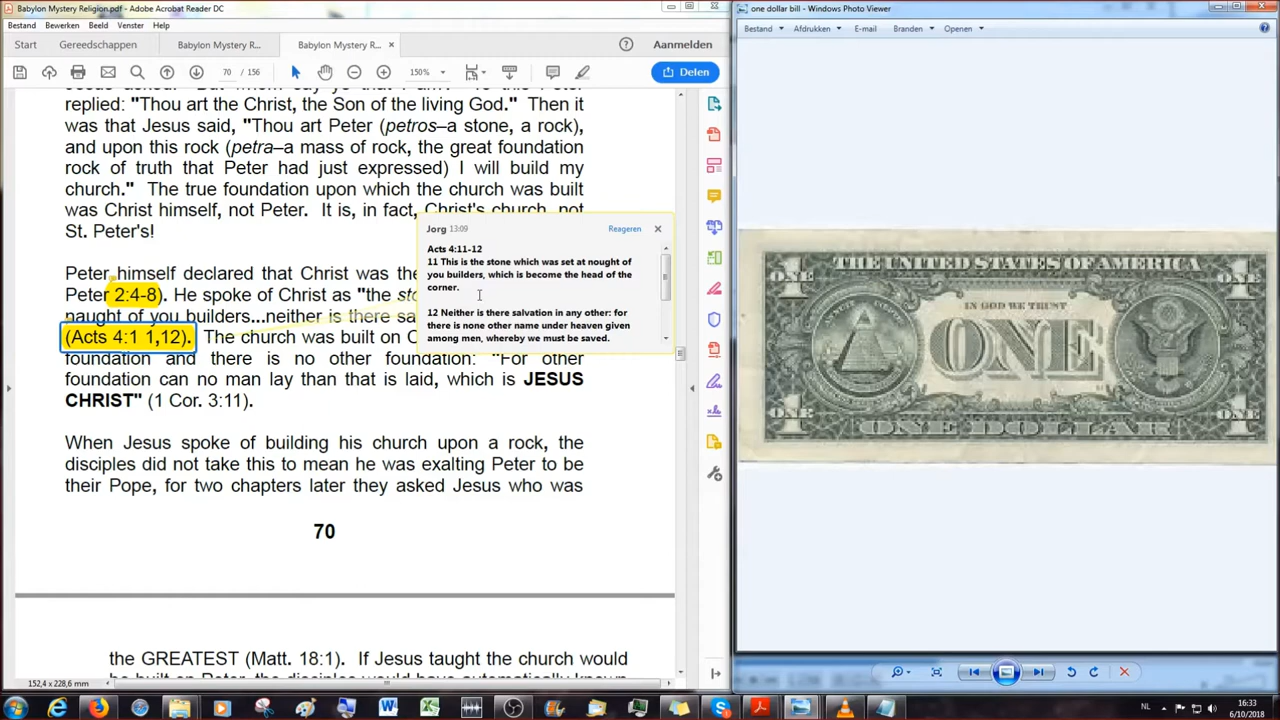 Babylon Mystery Religion.pdf - Adobe Acrobat Reader DC
Bestand Bewerken Beeld Venster Help
Start Gereedschappen Babylon Mystery R... Babylon Mystery R... × Aanmelden
70 / 156 150% Delen
replied: "Thou art the Christ, the Son of the living God." Then it
was that Jesus said, "Thou art Peter (petros–a stone, a rock),
and upon this rock (petra–a mass of rock, the great foundation
rock of truth that Peter had just expressed) I will build my
church." The true foundation upon which the church was built
was Christ himself, not Peter. It is, in fact, Christ's church, not
St. Peter's!
Peter himself declared that Christ was the
Peter 2:4-8). He spoke of Christ as "the sto
naught of you builders...neither is there sa
(Acts 4:1 1,12). The church was built on C
foundation and there is no other foundation: "For other
foundation can no man lay than that is laid, which is JESUS
CHRIST" (1 Cor. 3:11).
When Jesus spoke of building his church upon a rock, the
disciples did not take this to mean he was exalting Peter to be
their Pope, for two chapters later they asked Jesus who was
70
the GREATEST (Matt. 18:1). If Jesus taught the church would
152,4 x 228,6 mm
Jorg 13:09 Reageren
Acts 4:11-12
11 This is the stone which was set at nought of
you builders, which is become the head of the
corner.
12 Neither is there salvation in any other: for
there is none other name under heaven given
among men, whereby we must be saved.
one dollar bill - Windows Photo Viewer
Bestand Afdrukken E-mail Branden Openen
THE UNITED STATES OF AMERICA
IN GOD WE TRUST
ONE
ONE DOLLAR
1 ONE
1 ONE
ONE 1
ONE 1
NL
16:33
6/10/2018